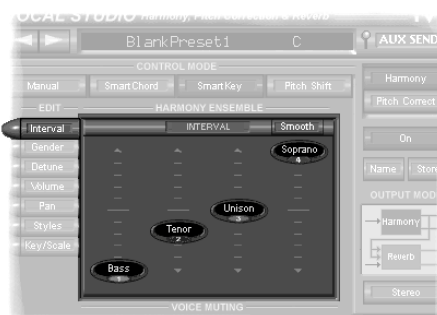 VOCAL STUDIO Harmony, Pitch Correction & Reverb
BlankPreset1 C
AUX SEND
CONTROL MODE
Manual SmartChord SmartKey Pitch Shift
Harmony
Pitch Correct
EDIT
HARMONY ENSEMBLE
Interval
INTERVAL
Smooth
Gender
Detune
Volume
Pan
Styles
Key/Scale
Soprano
4
Unison
3
Tenor
2
Bass
1
On
Name Store
OUTPUT MOD
Harmony
Reverb
Stereo
VOICE MUTING